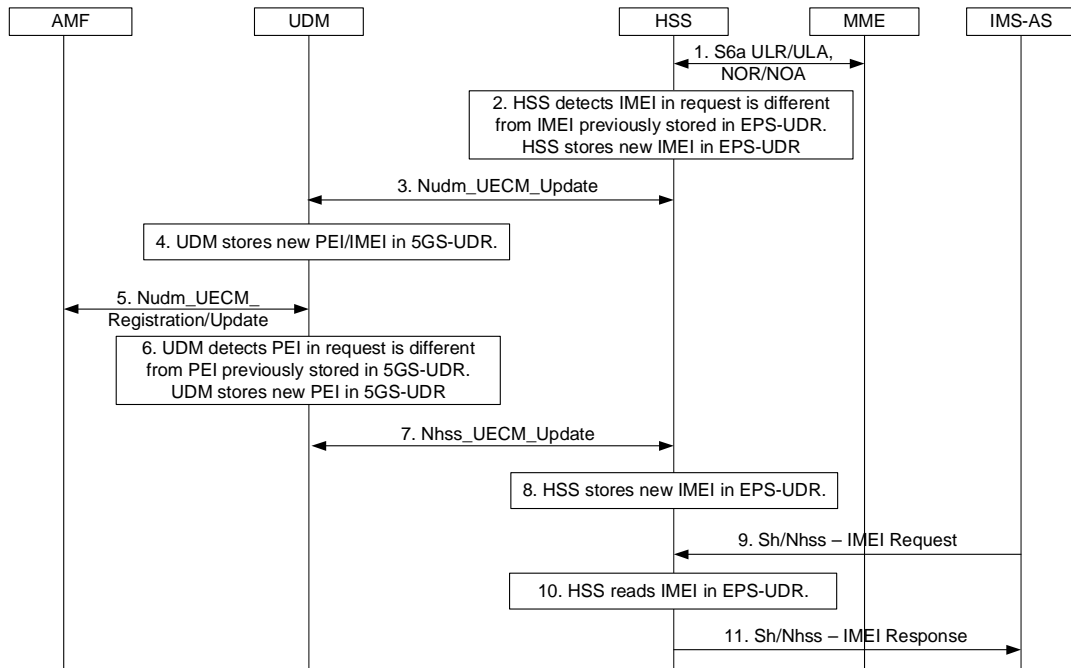 AMF
UDM
HSS
MME
IMS-AS
1. S6a ULR/ULA,
NOR/NOA
2. HSS detects IMEI in request is different
from IMEI previously stored in EPS-UDR.
HSS stores new IMEI in EPS-UDR
3. Nudm_UECM_Update
4. UDM stores new PEI/IMEI in 5GS-UDR.
5. Nudm_UECM_
Registration/Update
6. UDM detects PEI in request is different
from PEI previously stored in 5GS-UDR.
UDM stores new PEI in 5GS-UDR
7. Nhss_UECM_Update
8. HSS stores new IMEI in EPS-UDR.
9. Sh/Nhss – IMEI Request
10. HSS reads IMEI in EPS-UDR.
11. Sh/Nhss – IMEI Response